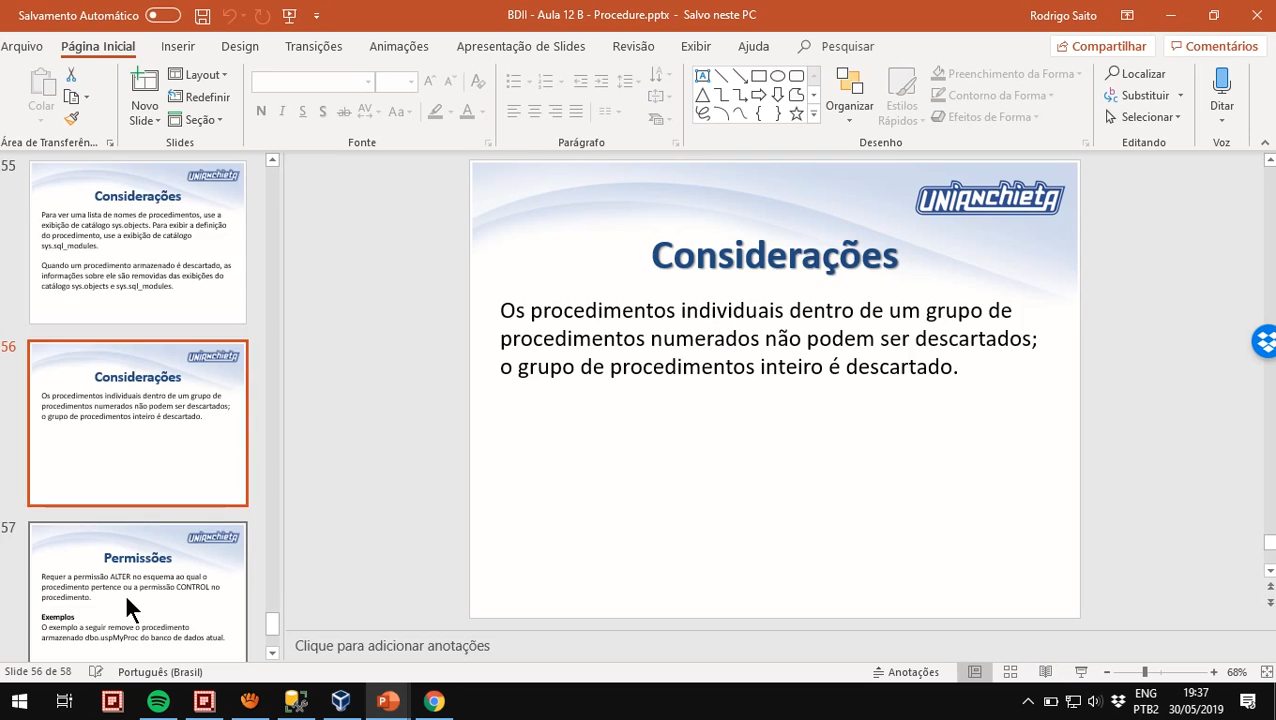 Salvamento Automático
BDII - Aula 12 B - Procedure.pptx - Salvo neste PC
Rodrigo Saito
Arquivo Página Inicial Inserir Design Transições Animações Apresentação de Slides Revisão Exibir Ajuda Pesquisar Compartilhar Comentários
Colar
Novo Slide
Layout
Redefinir
Seção
N I S S ab AV Aa A
Organizar
Estilos Rápidos
Preenchimento da Forma
Contorno da Forma
Efeitos de Forma
Localizar
Substituir
Selecionar
Ditar
Área de Transferên... Slides Fonte Parágrafo Desenho Editando Voz
55
UNIANCHIETA
Considerações
Para ver uma lista de nomes de procedimentos, use a
exibição de catálogo sys.objects. Para exibir a definição
do procedimento, use a exibição de catálogo
sys.sql_modules.
Quando um procedimento armazenado é descartado, as
informações sobre ele são removidas das exibições do
catálogo sys.objects e sys.sql_modules.
56
UNIANCHIETA
Considerações
Os procedimentos individuais dentro de um grupo de
procedimentos numerados não podem ser descartados;
o grupo de procedimentos inteiro é descartado.
57
UNIANCHIETA
Permissões
Requer a permissão ALTER no esquema ao qual o
procedimento pertence ou a permissão CONTROL no
procedimento.
Exemplos
O exemplo a seguir remove o procedimento
armazenado dbo.uspMyProc do banco de dados atual.
UNIANCHIETA
Considerações
Os procedimentos individuais dentro de um grupo de
procedimentos numerados não podem ser descartados;
o grupo de procedimentos inteiro é descartado.
Clique para adicionar anotações
Slide 56 de 58
Português (Brasil)
Anotações
68%
ENG
PTB2
19:37
30/05/2019